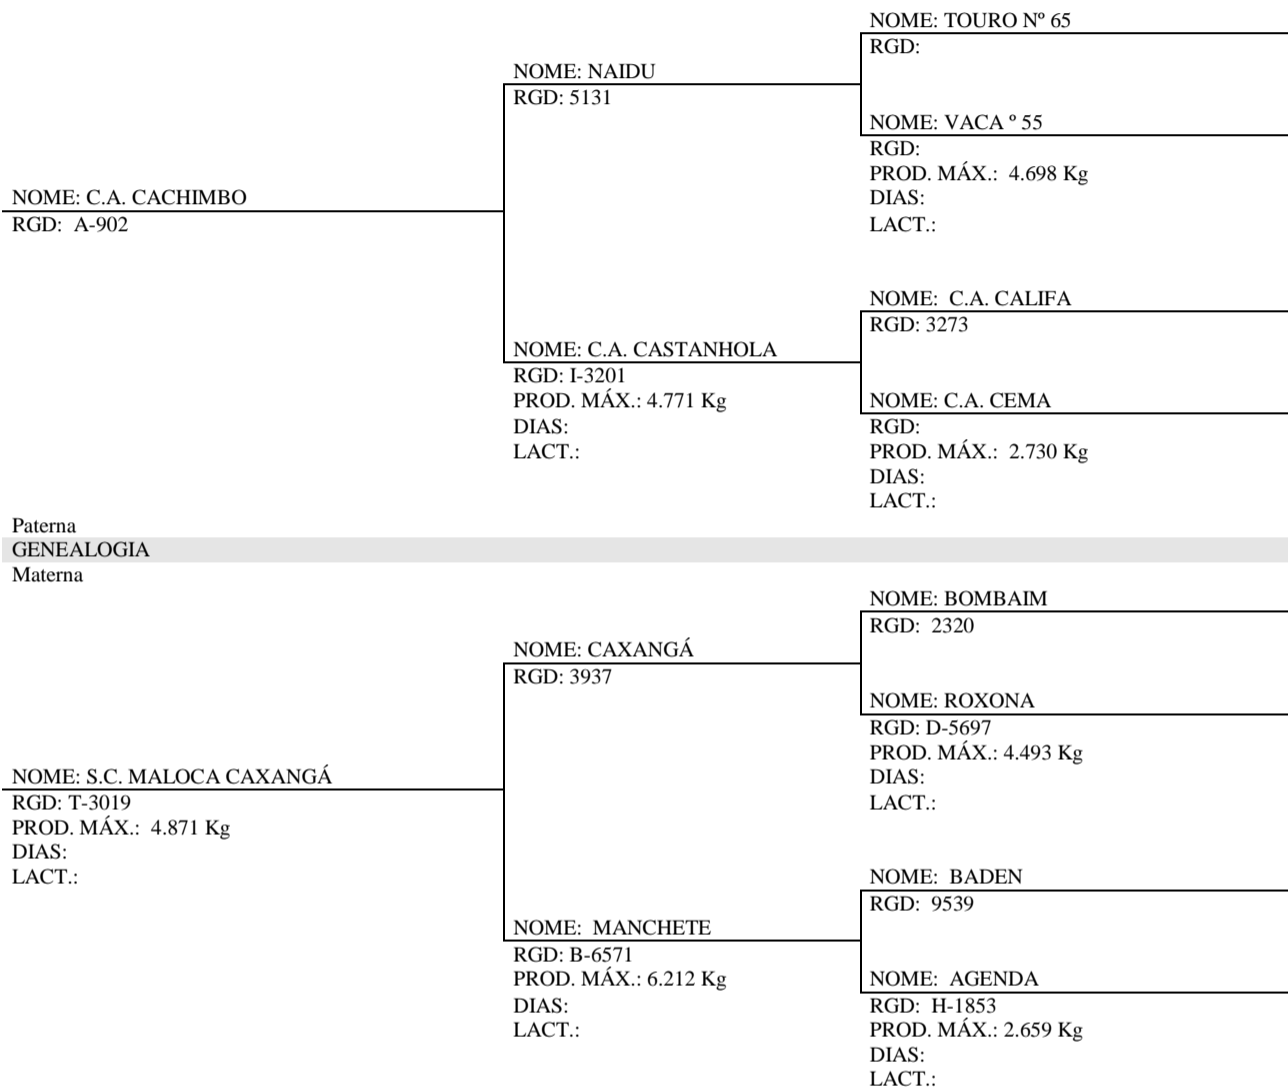 NOME: TOURO Nº 65
RGD:
NOME: NAIDU
RGD: 5131
NOME: VACA º 55
RGD:
PROD. MÁX.: 4.698 Kg
DIAS:
LACT.:
NOME: C.A. CACHIMBO
RGD: A-902
NOME: C.A. CALIFA
RGD: 3273
NOME: C.A. CASTANHOLA
RGD: I-3201
PROD. MÁX.: 4.771 Kg
DIAS:
LACT.:
NOME: C.A. CEMA
RGD:
PROD. MÁX.: 2.730 Kg
DIAS:
LACT.:
Paterna
GENEALOGIA
Materna
NOME: BOMBAIM
RGD: 2320
NOME: CAXANGÁ
RGD: 3937
NOME: ROXONA
RGD: D-5697
PROD. MÁX.: 4.493 Kg
DIAS:
LACT.:
NOME: S.C. MALOCA CAXANGÁ
RGD: T-3019
PROD. MÁX.: 4.871 Kg
DIAS:
LACT.:
NOME: BADEN
RGD: 9539
NOME: MANCHETE
RGD: B-6571
PROD. MÁX.: 6.212 Kg
DIAS:
LACT.:
NOME: AGENDA
RGD: H-1853
PROD. MÁX.: 2.659 Kg
DIAS:
LACT.: